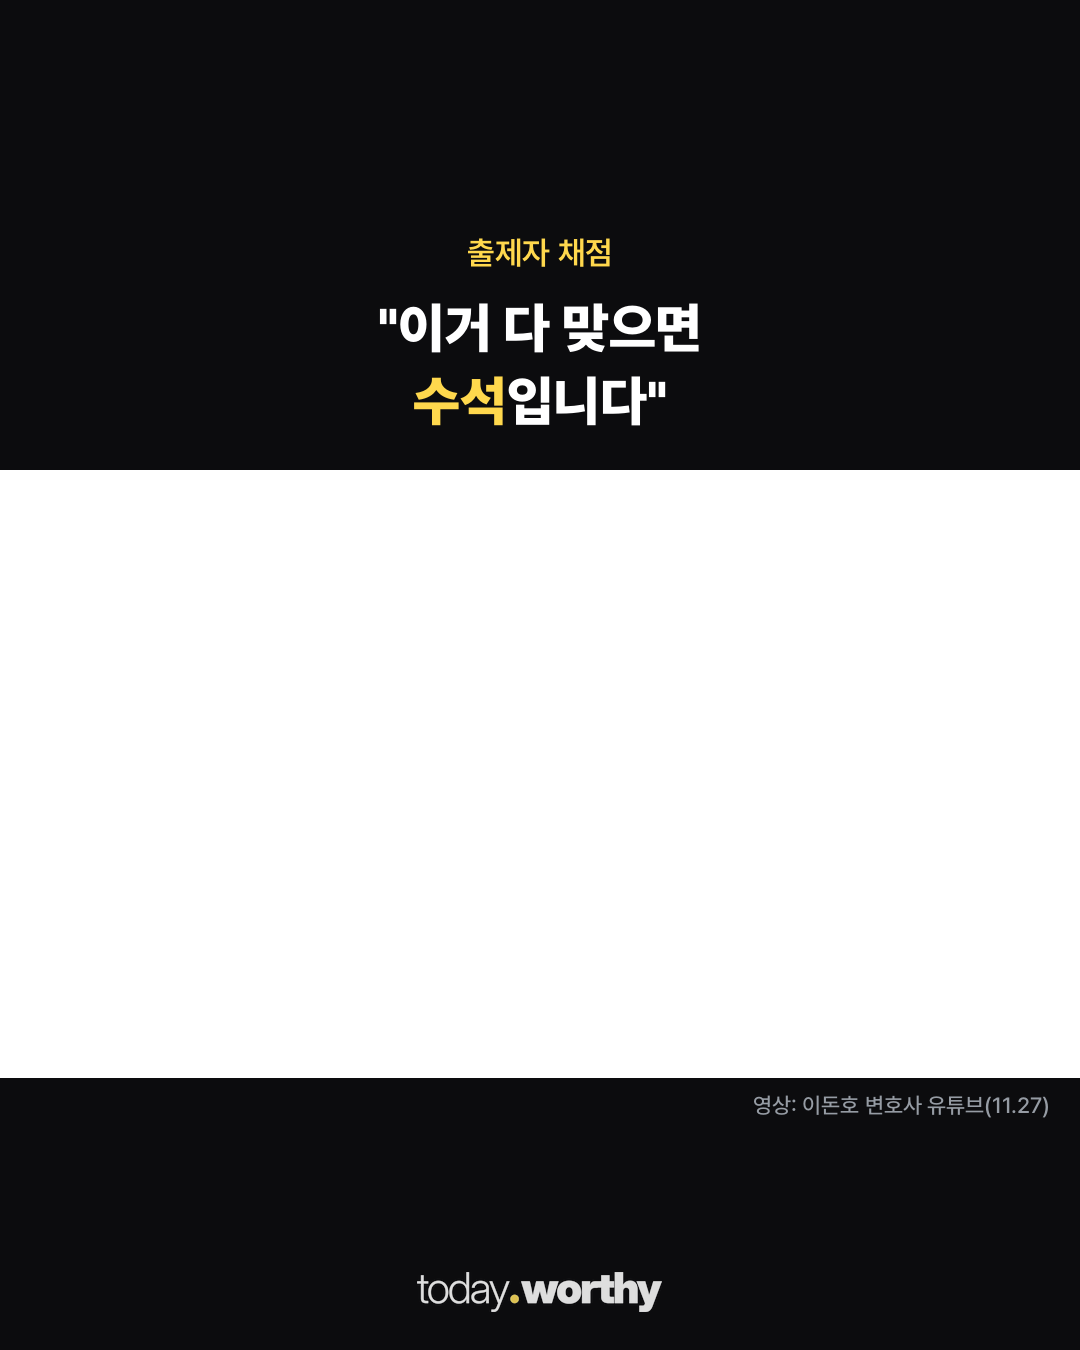 출제자 채점
"이거 다 맞으면
수석입니다"
영상: 이돈호 변호사 유튜브(11.27)
today.worthy